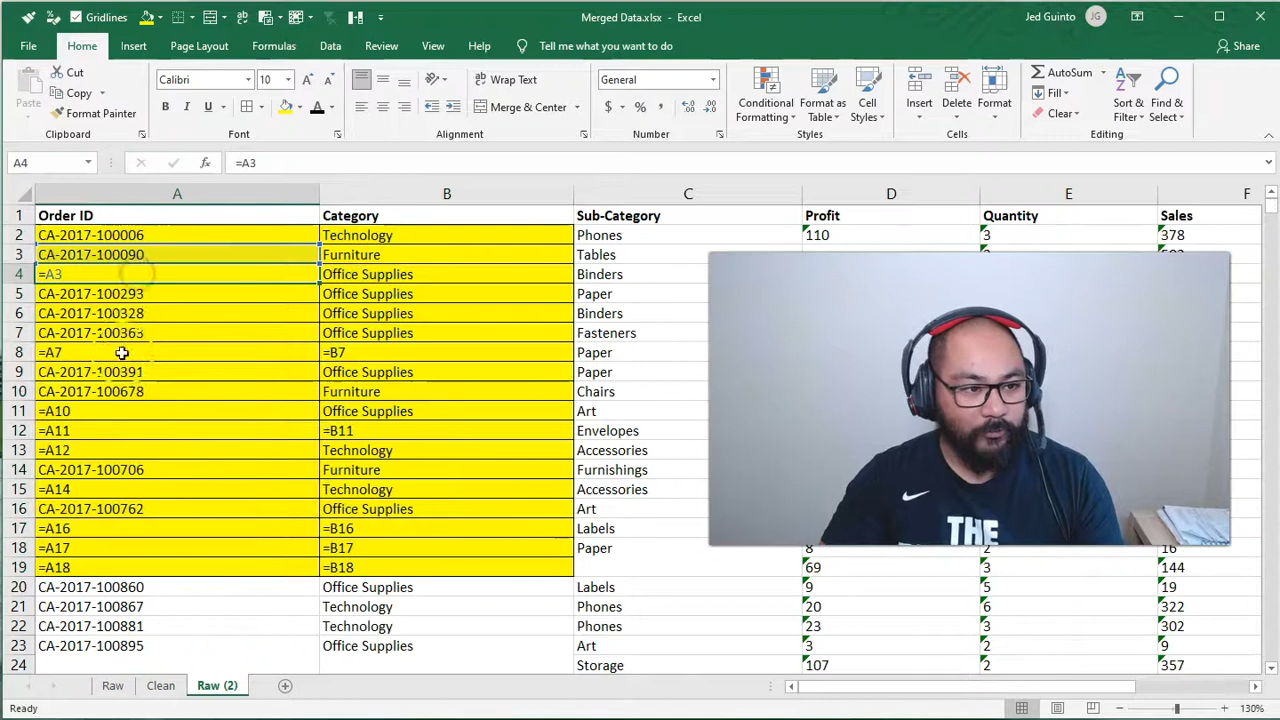 Gridlines
Merged Data.xlsx - Excel
Jed Guinto
JG
File Home Insert Page Layout Formulas Data Review View Help Tell me what you want to do Share
Paste
Cut
Copy
Format Painter
Calibri 10
B I U
Wrap Text
Merge & Center
General
$ %
Conditional Formatting
Format as Table
Cell Styles
Insert
Delete
Format
AutoSum
Fill
Clear
Sort & Filter
Find & Select
Clipboard Font Alignment Number Styles Cells Editing
A4 fx =A3
A B C D E F
1 Order ID Category Sub-Category Profit Quantity Sales
2 CA-2017-100006 Technology Phones 110 3 378
3 CA-2017-100090 Furniture Tables
4 =A3 Office Supplies Binders
5 CA-2017-100293 Office Supplies Paper
6 CA-2017-100328 Office Supplies Binders
7 CA-2017-100363 Office Supplies Fasteners
8 =A7 =B7 Paper
9 CA-2017-100391 Office Supplies Paper
10 CA-2017-100678 Furniture Chairs
11 =A10 Office Supplies Art
12 =A11 =B11 Envelopes
13 =A12 Technology Accessories
14 CA-2017-100706 Furniture Furnishings
15 =A14 Technology Accessories
16 CA-2017-100762 Office Supplies Art
17 =A16 =B16 Labels
18 =A17 =B17 Paper 8 2 16
19 =A18 =B18 69 3 144
20 CA-2017-100860 Office Supplies Labels 9 5 19
21 CA-2017-100867 Technology Phones 20 6 322
22 CA-2017-100881 Technology Phones 23 3 302
23 CA-2017-100895 Office Supplies Art 3 2 9
24 Storage 107 2 357
THE
Raw Clean Raw (2)
Ready
130%